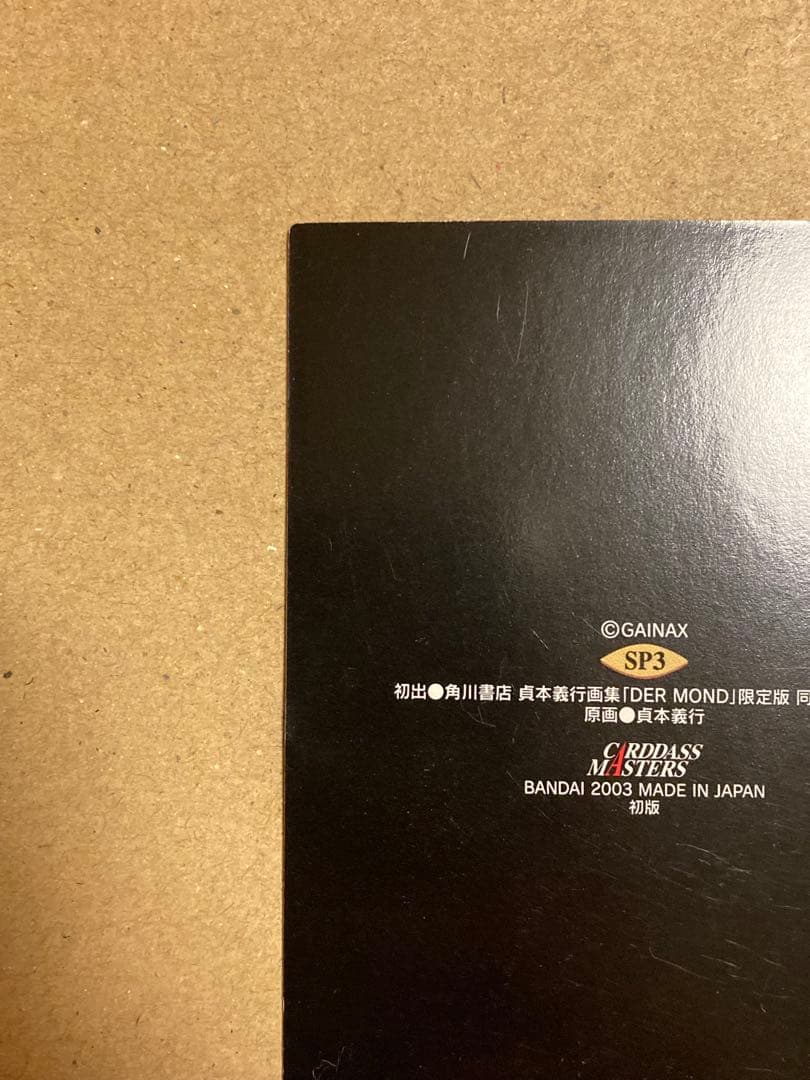 ©GAINAX
SP3
初出●角川書店 貞本義行画集「DER MOND」限定版 同
原画●貞本義行
CARDDASS
MASTERS
BANDAI 2003 MADE IN JAPAN
初版